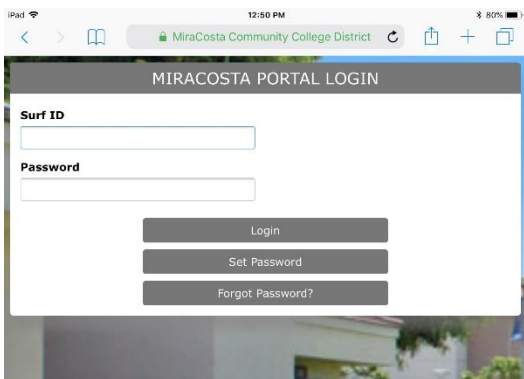 iPad
12:50 PM
80%
MiraCosta Community College District
MIRACOSTA PORTAL LOGIN
Surf ID
Password
Login
Set Password
Forgot Password?